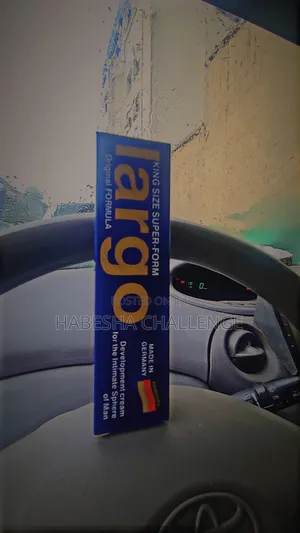 largo
KING SIZE SUPER-FORM
Original FORMULA
MADE IN
GERMANY
Development cream
for the Intimate Sphere
of Man
POSTED ON
HABESHA CHALLENGE